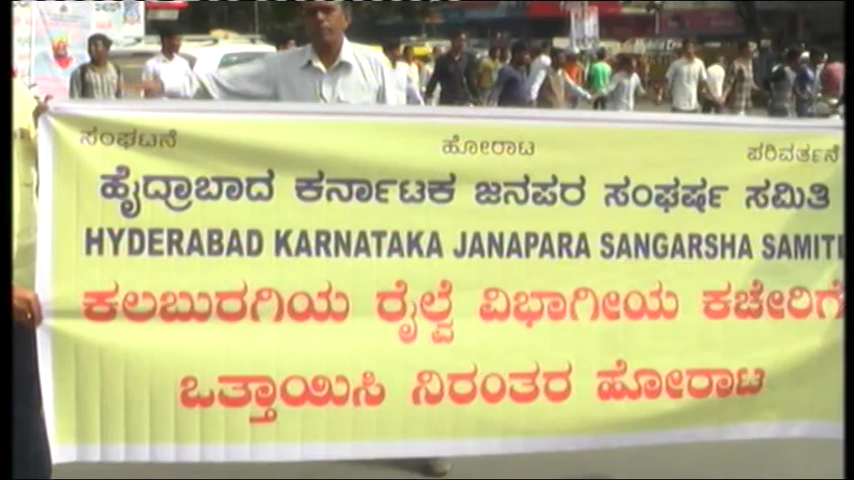 ಸಂಘಟನೆ ಹೋರಾಟ ಪರಿವರ್ತನೆ
ಹೈದ್ರಾಬಾದ ಕರ್ನಾಟಕ ಜನಪರ ಸಂಘರ್ಷ ಸಮಿತಿ
HYDERABAD KARNATAKA JANAPARA SANGARSHA SAMITI
ಕಲಬುರಗಿಯ ರೈಲ್ವೆ ವಿಭಾಗೀಯ ಕಚೇರಿಗೆ
ಒತ್ತಾಯಿಸಿ ನಿರಂತರ ಹೋರಾಟ